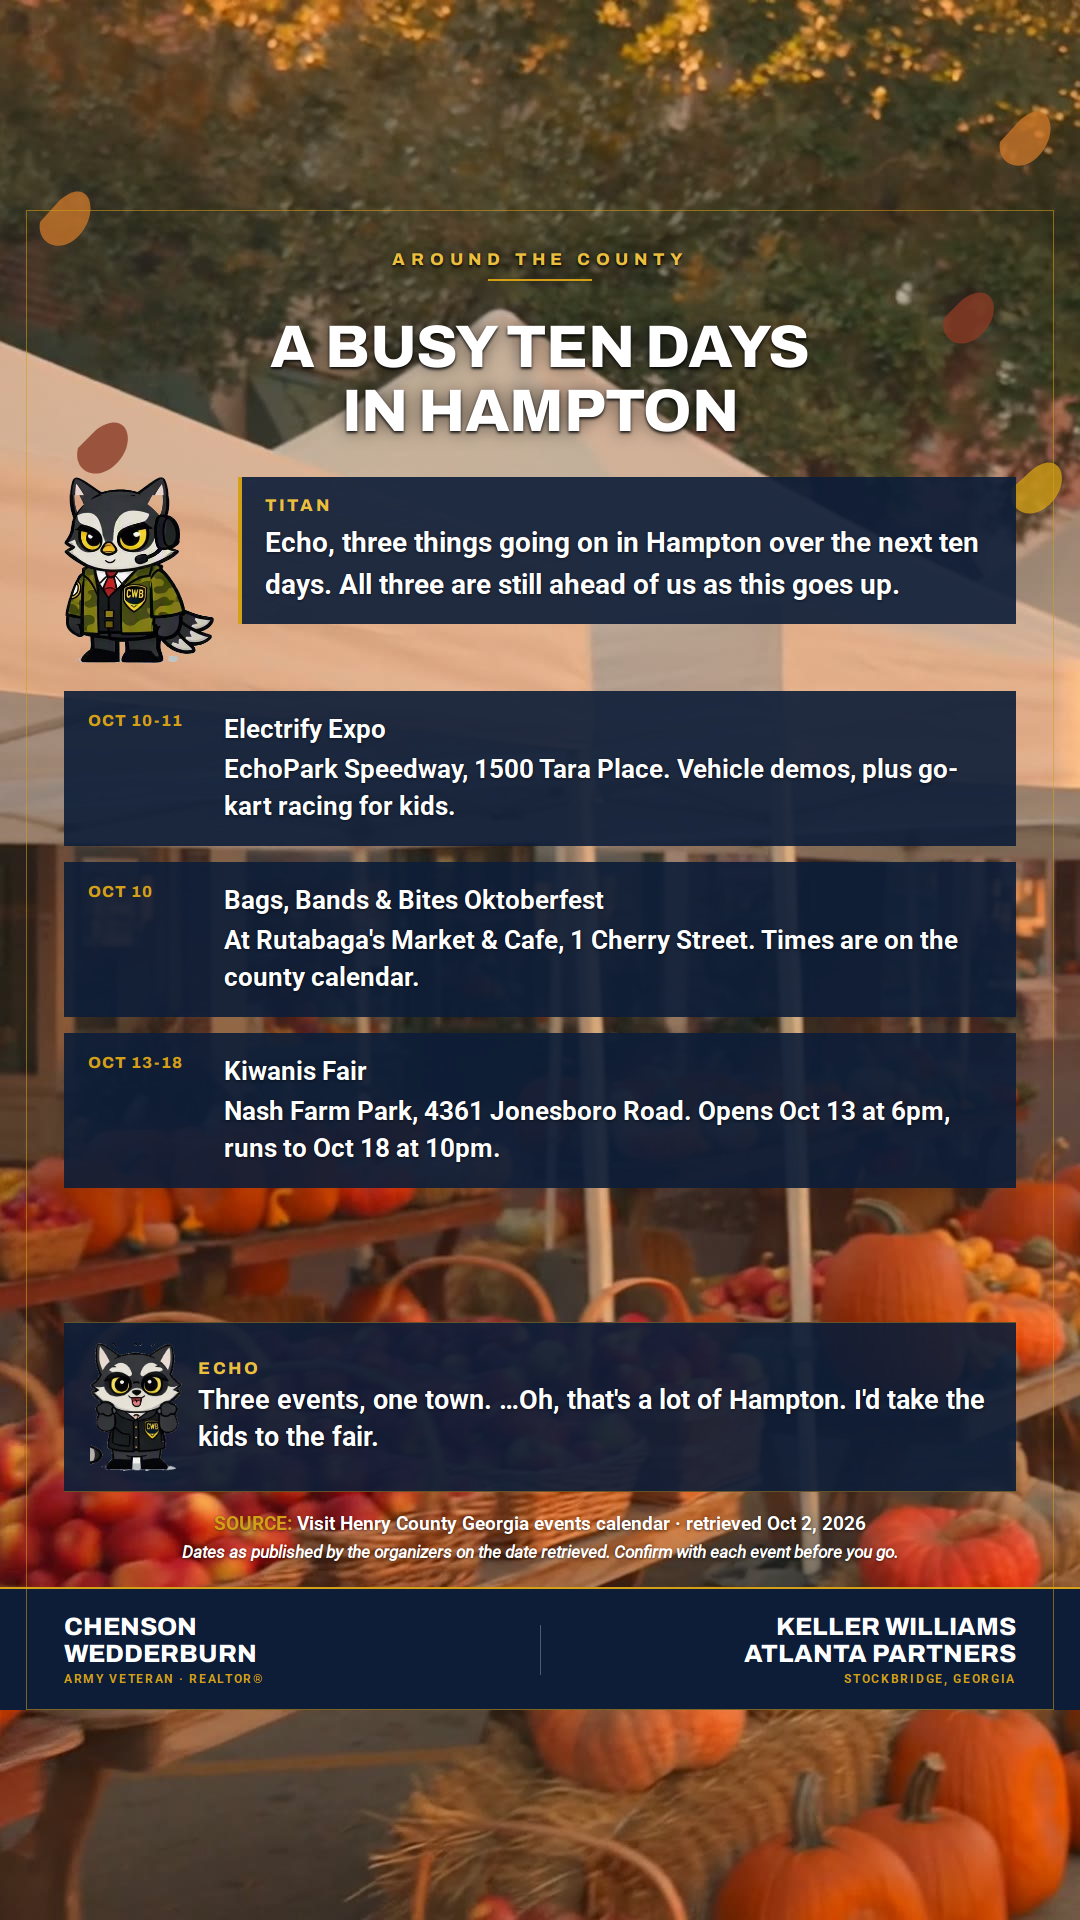 AROUND THE COUNTY
A BUSY TEN DAYS
IN HAMPTON
TITAN
Echo, three things going on in Hampton over the next ten
days. All three are still ahead of us as this goes up.
CWB
OCT 10-11
Electrify Expo
EchoPark Speedway, 1500 Tara Place. Vehicle demos, plus go-
kart racing for kids.
OCT 10
Bags, Bands & Bites Oktoberfest
At Rutabaga's Market & Cafe, 1 Cherry Street. Times are on the
county calendar.
OCT 13-18
Kiwanis Fair
Nash Farm Park, 4361 Jonesboro Road. Opens Oct 13 at 6pm,
runs to Oct 18 at 10pm.
ECHO
Three events, one town. ...Oh, that's a lot of Hampton. I'd take the
kids to the fair.
CWB
SOURCE: Visit Henry County Georgia events calendar · retrieved Oct 2, 2026
Dates as published by the organizers on the date retrieved. Confirm with each event before you go.
CHENSON
WEDDERBURN
ARMY VETERAN · REALTOR®
KELLER WILLIAMS
ATLANTA PARTNERS
STOCKBRIDGE, GEORGIA